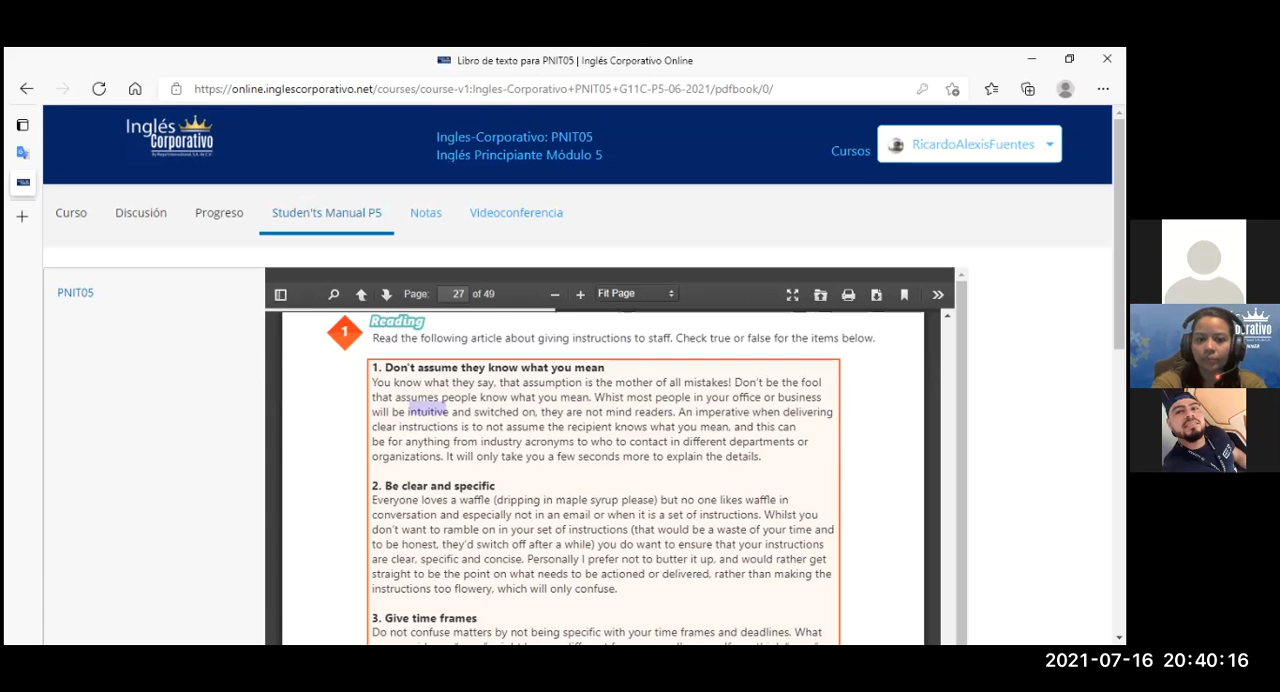 Libro de texto para PNIT05 | Inglés Corporativo Online
https://online.inglescorporativo.net/courses/course-v1:Ingles-Corporativo+PNIT05+G11C-P5-06-2021/pdfbook/0/
Inglés
Corporativo
Ingles-Corporativo: PNIT05
Inglés Principiante Módulo 5
Cursos
RicardoAlexisFuentes
Curso Discusión Progreso Studen'ts Manual P5 Notas Videoconferencia
PNIT05
Page: 27 of 49
Fit Page
1 Reading
Read the following article about giving instructions to staff. Check true or false for the items below.
1. Don't assume they know what you mean
You know what they say, that assumption is the mother of all mistakes! Don't be the fool
that assumes people know what you mean. Whist most people in your office or business
will be intuitive and switched on, they are not mind readers. An imperative when delivering
clear instructions is to not assume the recipient knows what you mean, and this can
be for anything from industry acronyms to who to contact in different departments or
organizations. It will only take you a few seconds more to explain the details.
2. Be clear and specific
Everyone loves a waffle (dripping in maple syrup please) but no one likes waffle in
conversation and especially not in an email or when it is a set of instructions. Whilst you
don't want to ramble on in your set of instructions (that would be a waste of your time and
to be honest, they'd switch off after a while) you do want to ensure that your instructions
are clear, specific and concise. Personally I prefer not to butter it up, and would rather get
straight to be the point on what needs to be actioned or delivered, rather than making the
instructions too flowery, which will only confuse.
3. Give time frames
Do not confuse matters by not being specific with your time frames and deadlines. What
2021-07-16 20:40:16